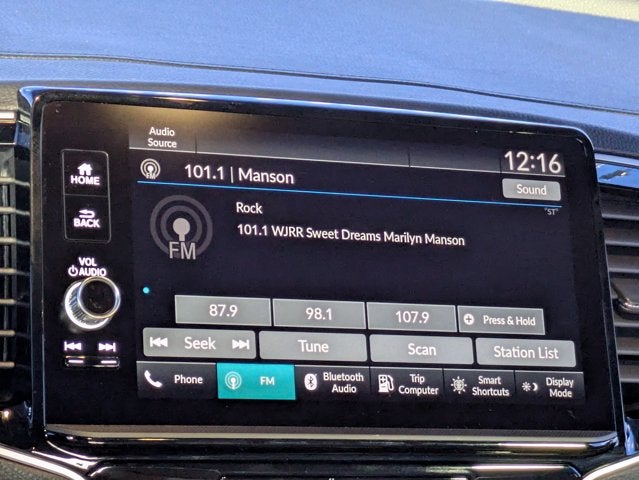 Audio
Source
12:16
HOME
FM
101.1 | Manson
Sound
"ST"
Rock
BACK
101.1 WJRR Sweet Dreams Marilyn Manson
FM
VOL
AUDIO
87.9
98.1
107.9
Press & Hold
Seek
Tune
Scan
Station List
Phone
FM
Bluetooth
Audio
Trip
Computer
Smart
Shortcuts
Display
Mode